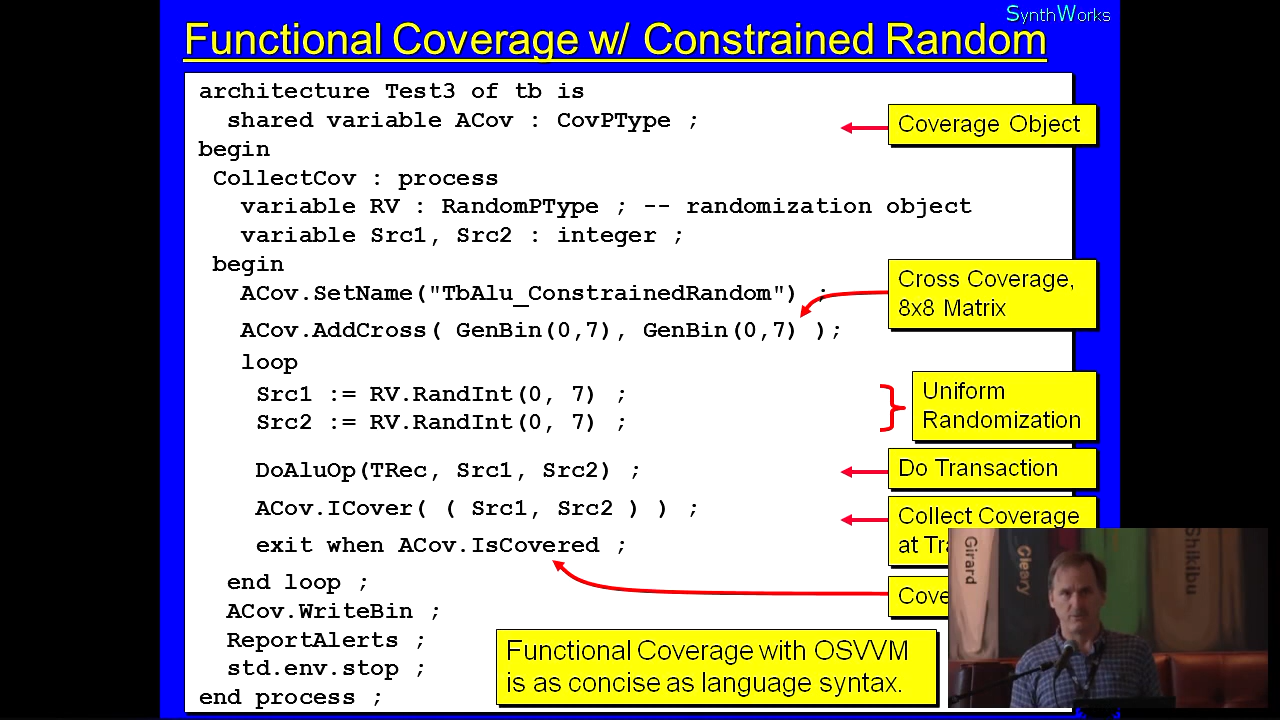 SynthWorks
Functional Coverage w/ Constrained Random
architecture Test3 of tb is
shared variable ACov : CovPType ;
Coverage Object
begin
CollectCov : process
variable RV : RandomPType ; -- randomization object
variable Src1, Src2 : integer ;
begin
ACov.SetName("TbAlu_ConstrainedRandom") ;
Cross Coverage,
8x8 Matrix
ACov.AddCross( GenBin(0,7), GenBin(0,7) );
loop
Src1 := RV.RandInt(0, 7) ;
Src2 := RV.RandInt(0, 7) ;
Uniform
Randomization
DoAluOp(TRec, Src1, Src2) ;
Do Transaction
ACov.ICover( ( Src1, Src2 ) ) ;
Collect Coverage
at
exit when ACov.IsCovered ;
end loop ;
ACov.WriteBin ;
ReportAlerts ;
std.env.stop ;
end process ;
Functional Coverage with OSVVM
is as concise as language syntax.
Girard
Cleary
Shikibu